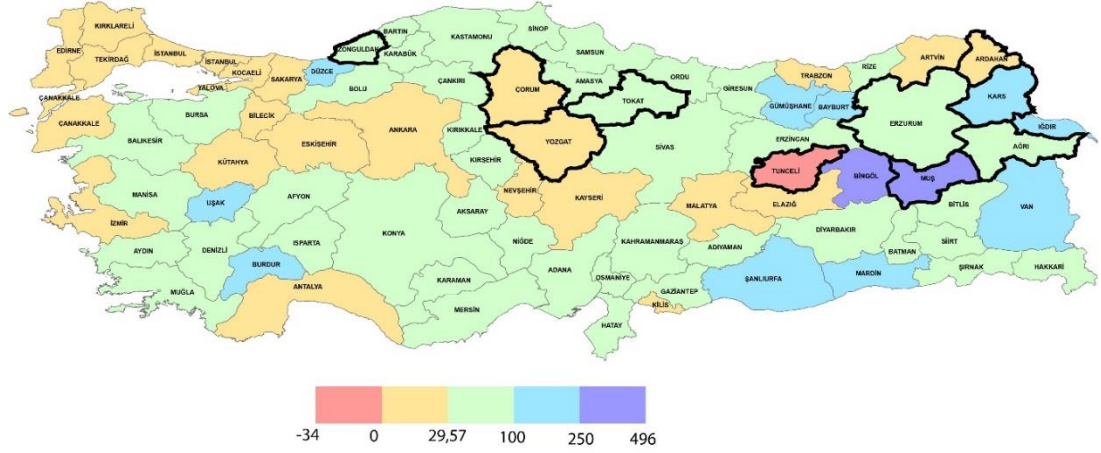 KIRKLARELİ
EDİRNE
TEKİRDAĞ
İSTANBUL
İSTANBUL
KOCAELİ
SAKARYA
YALOVA
ÇANAKKALE
ÇANAKKALE
DÜZCE
ZONGULDAK
BARTIN
KARABÜK
KASTAMONU
SİNOP
SAMSUN
ORDU
GİRESUN
TRABZON
RİZE
ARTVİN
ARDAHAN
KARS
IĞDIR
BOLU
ÇANKIRI
ÇORUM
AMASYA
TOKAT
GÜMÜŞHANE
BAYBURT
ERZURUM
AĞRI
BALIKESİR
BURSA
BİLECİK
ESKİŞEHİR
ANKARA
KIRIKKALE
YOZGAT
SİVAS
ERZİNCAN
KÜTAHYA
KIRŞEHİR
TUNCELİ
BİNGÖL
MUŞ
MANİSA
UŞAK
AFYON
NEVŞEHİR
KAYSERİ
MALATYA
ELAZIĞ
BİTLİS
VAN
İZMİR
AKSARAY
AYDIN
DENİZLİ
ISPARTA
KONYA
NİĞDE
KAHRAMANMARAŞ
ADIYAMAN
DİYARBAKIR
BATMAN
SİİRT
BURDUR
ŞIRNAK
HAKKARİ
MUĞLA
ANTALYA
KARAMAN
MERSİN
ADANA
OSMANİYE
GAZİANTEP
KİLİS
ŞANLIURFA
MARDİN
HATAY
-34 0 29,57 100 250 496